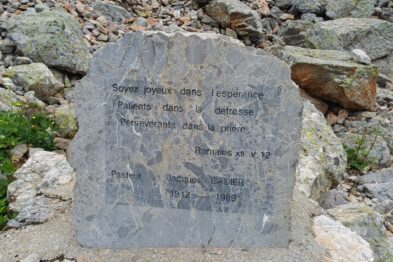 Soyez joyeux dans l'espérance
Patients dans la détresse
Persévérants dans la prière
Romains XII v 12
Pasteur Jacques
1912 - 1989